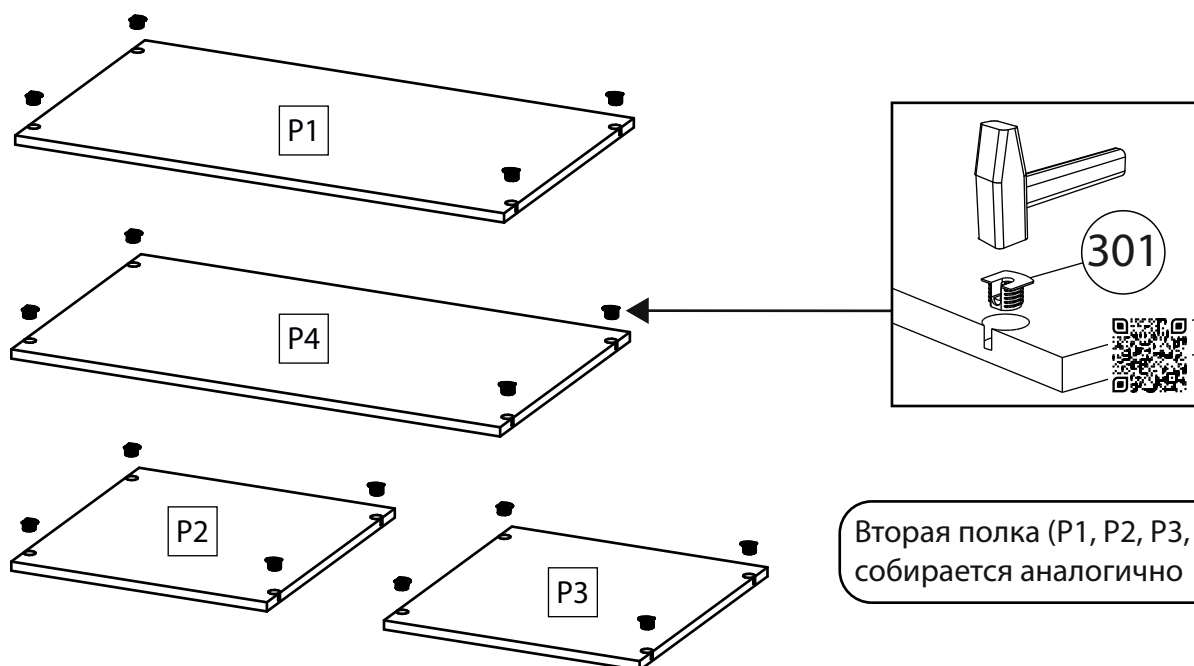 P1
301
P4
P2
P3
Вторая полка (P1, P2, P3,
собирается аналогично